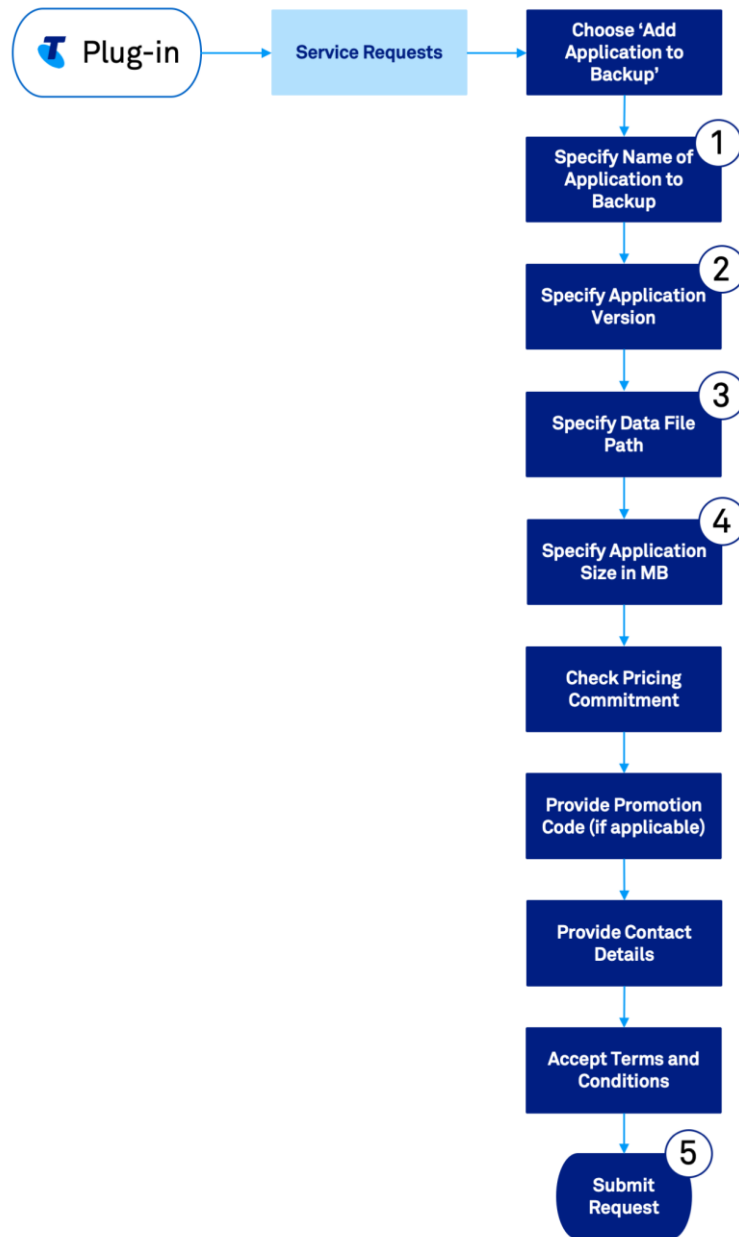 Plug-in
Service Requests
Choose ‘Add
Application to
Backup’
1
Specify Name of
Application to
Backup
2
Specify Application
Version
3
Specify Data File
Path
4
Specify Application
Size in MB
Check Pricing
Commitment
Provide Promotion
Code (if applicable)
Provide Contact
Details
Accept Terms and
Conditions
5
Submit
Request